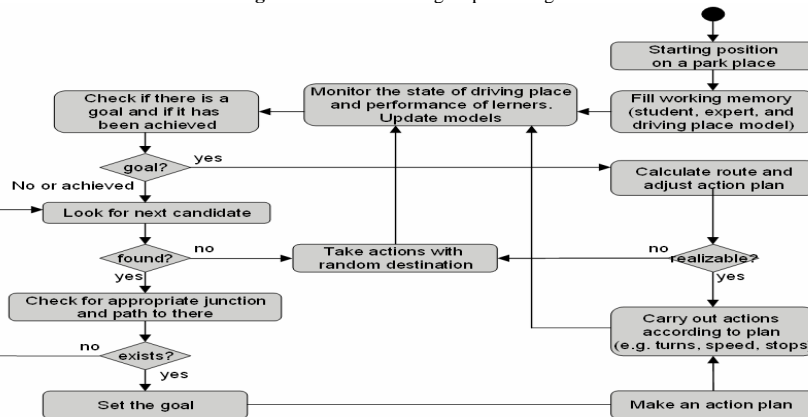 Starting position
on a park place
Fill working memory
(student, expert, and
driving place model)
Monitor the state of driving place
and performance of lerners.
Update models
Check if there is a
goal and if it has
been achieved
goal?
yes
No or achieved
Calculate route and
adjust action plan
Look for next candidate
found?
no
yes
Take actions with
random destination
no
realizable?
yes
Check for appropriate junction
and path to there
Carry out actions
according to plan
(e.g. turns, speed, stops
no
exists?
yes
Set the goal
Make an action plan